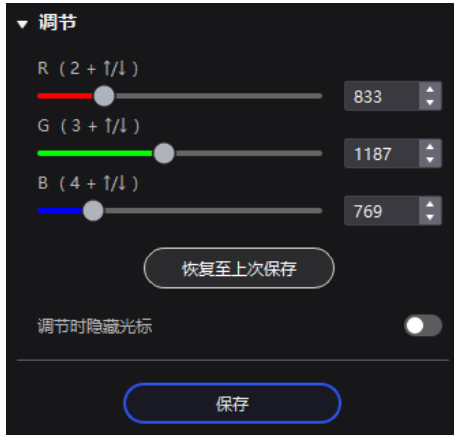 调节
R（2 + ↑/↓）
833
G（3 + ↑/↓）
1187
B（4 + ↑/↓）
769
恢复至上次保存
调节时隐藏光标
保存